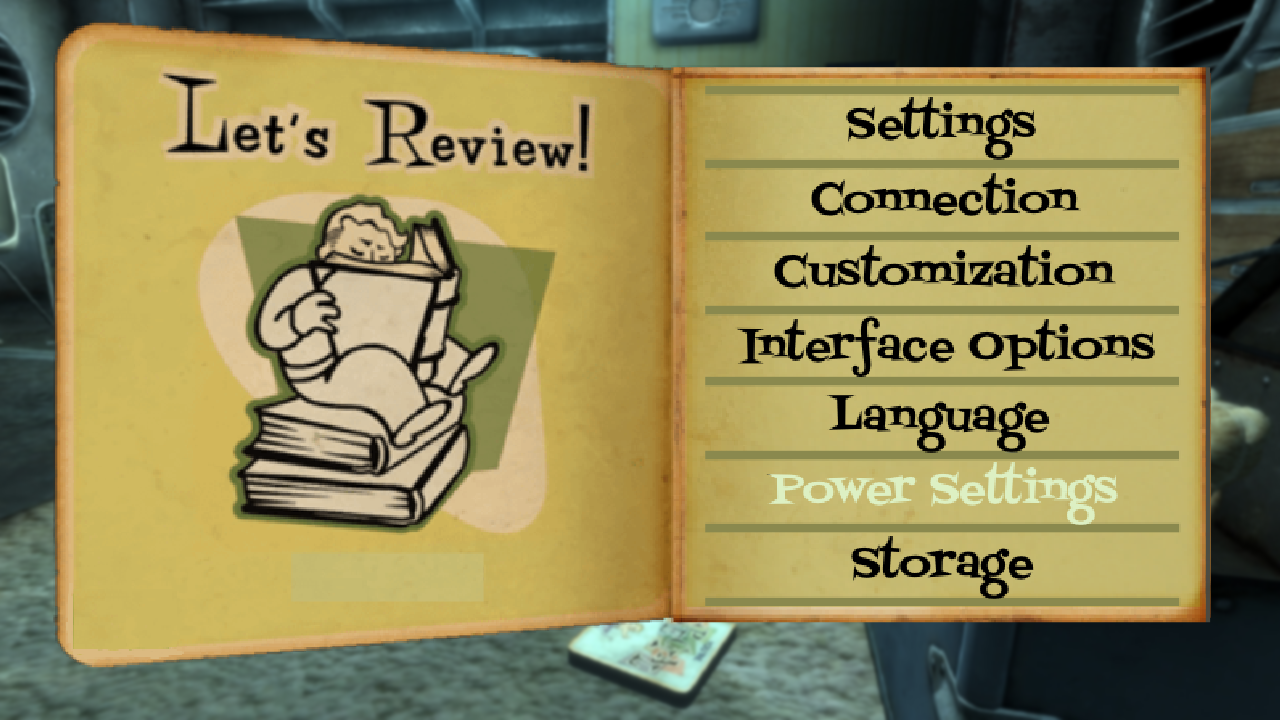 Let's Review!
Settings
Connection
Customization
Interface Options
Language
Power Settings
Storage